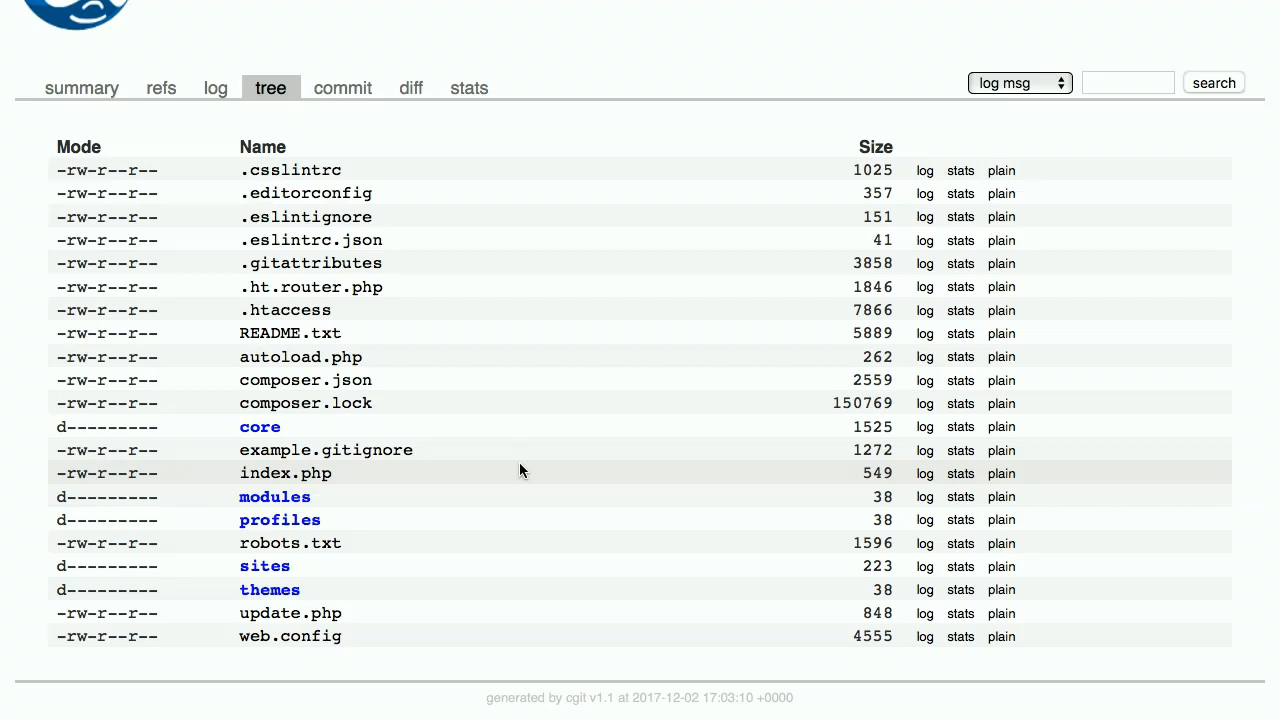 summary refs log tree commit diff stats log msg search
Mode Name Size
-rw-r--r-- .csslintrc 1025 log stats plain
-rw-r--r-- .editorconfig 357 log stats plain
-rw-r--r-- .eslintignore 151 log stats plain
-rw-r--r-- .eslintrc.json 41 log stats plain
-rw-r--r-- .gitattributes 3858 log stats plain
-rw-r--r-- .ht.router.php 1846 log stats plain
-rw-r--r-- .htaccess 7866 log stats plain
-rw-r--r-- README.txt 5889 log stats plain
-rw-r--r-- autoload.php 262 log stats plain
-rw-r--r-- composer.json 2559 log stats plain
-rw-r--r-- composer.lock 150769 log stats plain
d--------- core 1525 log stats plain
-rw-r--r-- example.gitignore 1272 log stats plain
-rw-r--r-- index.php 549 log stats plain
d--------- modules 38 log stats plain
d--------- profiles 38 log stats plain
-rw-r--r-- robots.txt 1596 log stats plain
d--------- sites 223 log stats plain
d--------- themes 38 log stats plain
-rw-r--r-- update.php 848 log stats plain
-rw-r--r-- web.config 4555 log stats plain
generated by cgit v1.1 at 2017-12-02 17:03:10 +0000